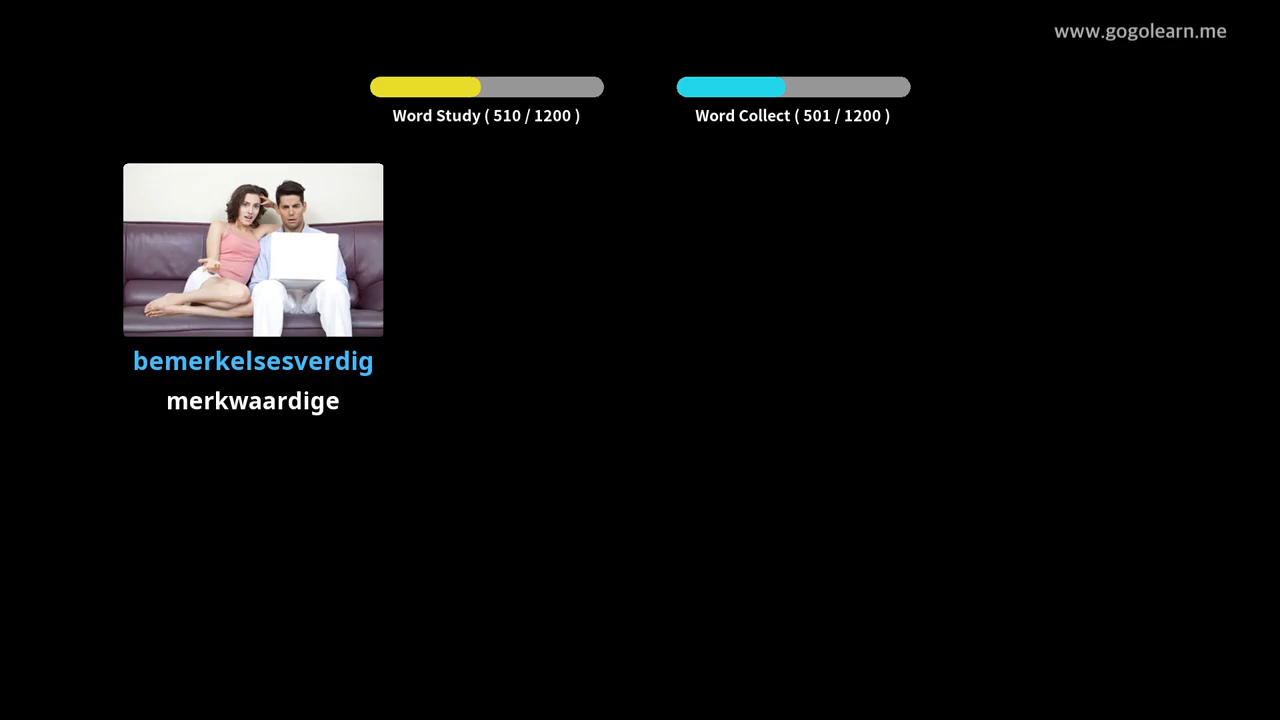 www.gogolearn.me
Word Study ( 510 / 1200 )
Word Collect ( 501 / 1200 )
bemerkelsesverdig
merkwaardige